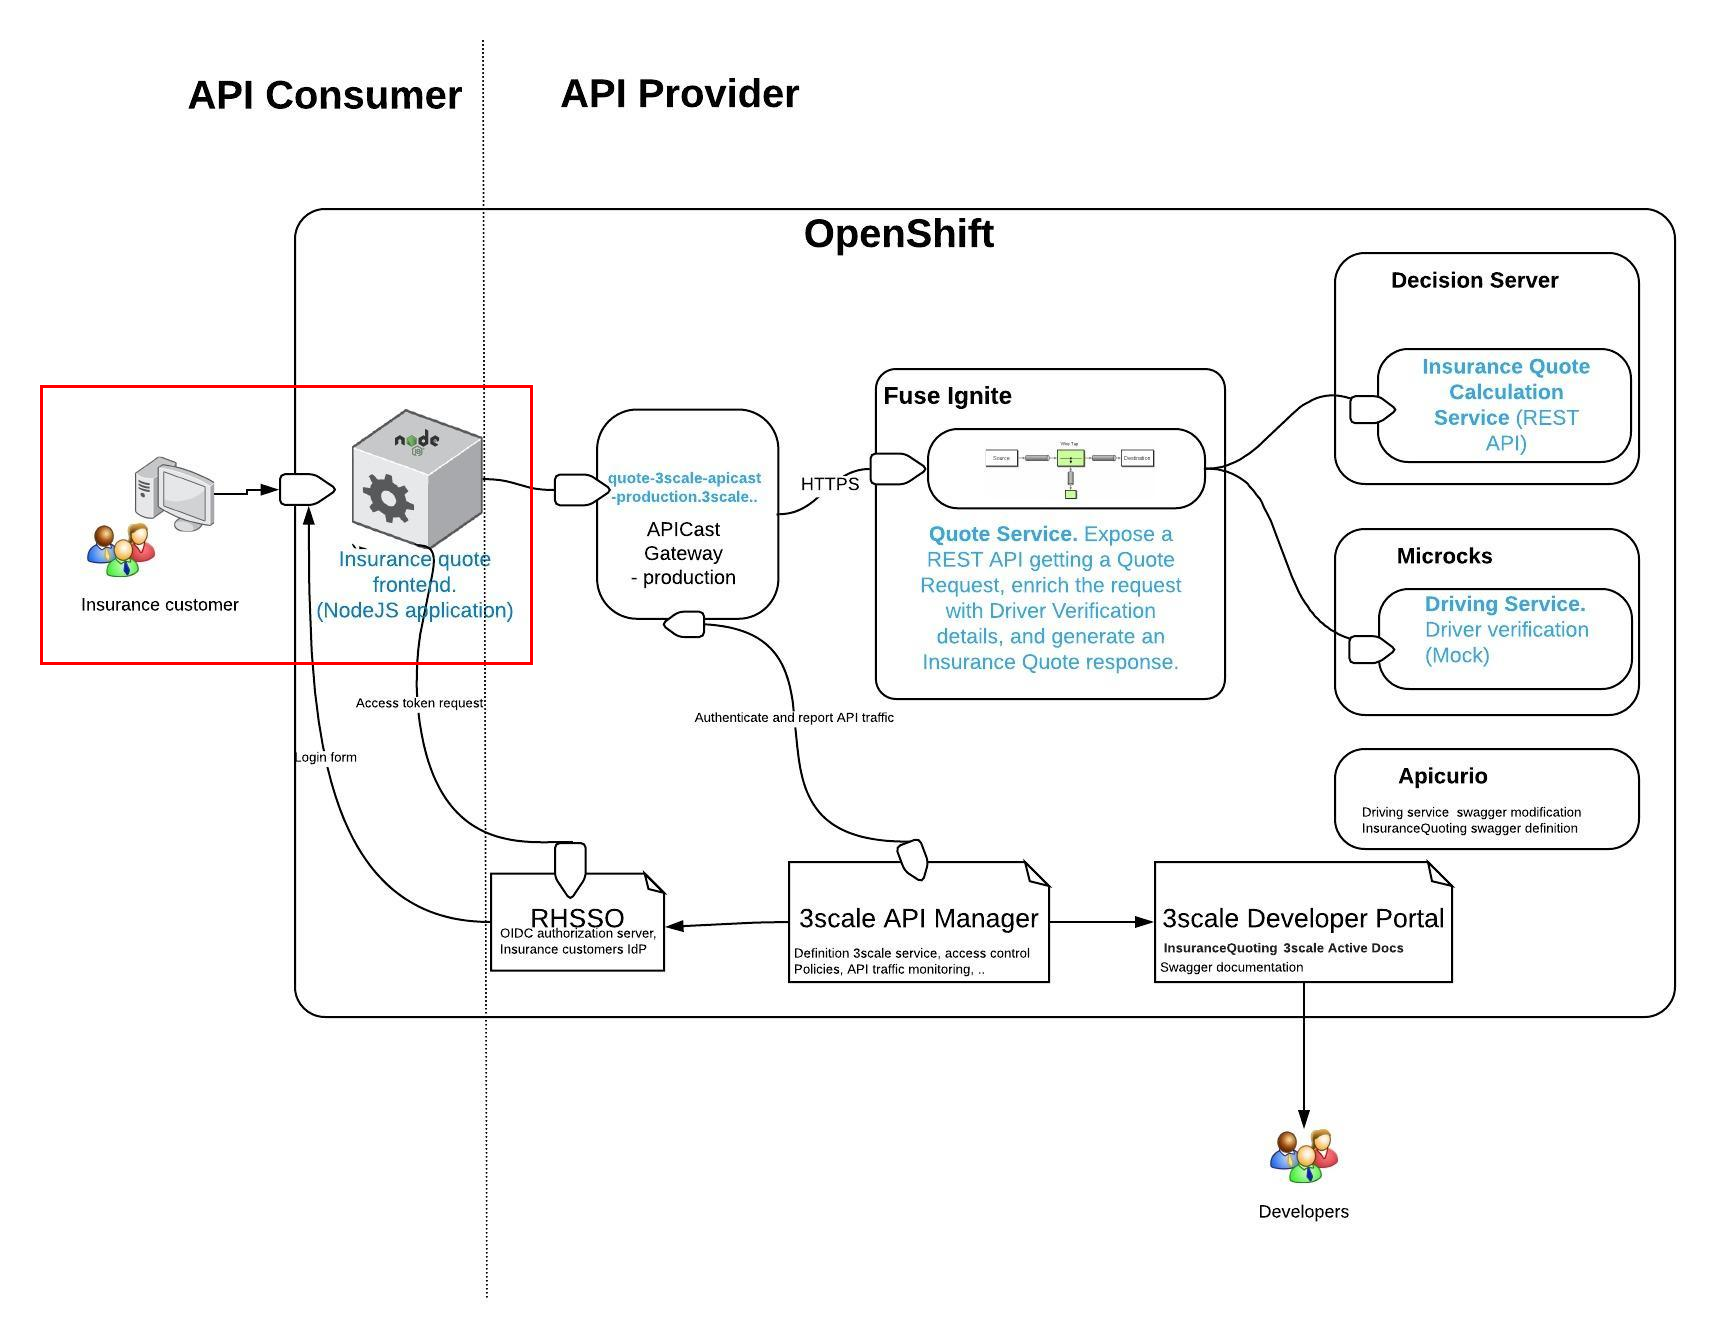 API Consumer
API Provider
OpenShift
Decision Server
Insurance Quote
Calculation
Service (REST
API)
Fuse Ignite
Wire Tap
Source
Destination
Quote Service. Expose a
REST API getting a Quote
Request, enrich the request
with Driver Verification
details, and generate an
Insurance Quote response.
node
JS
Insurance quote
frontend.
(NodeJS application)
Insurance customer
quote-3scale-apicast
-production.3scale..
APICast
Gateway
- production
HTTPS
Microcks
Driving Service.
Driver verification
(Mock)
Access token request
Authenticate and report API traffic
Login form
Apicurio
Driving service  swagger modification
InsuranceQuoting swagger definition
RHSSO
OIDC authorization server,
Insurance customers IdP
3scale API Manager
Definition 3scale service, access control
Policies, API traffic monitoring, ..
3scale Developer Portal
InsuranceQuoting  3scale Active Docs
Swagger documentation
Developers